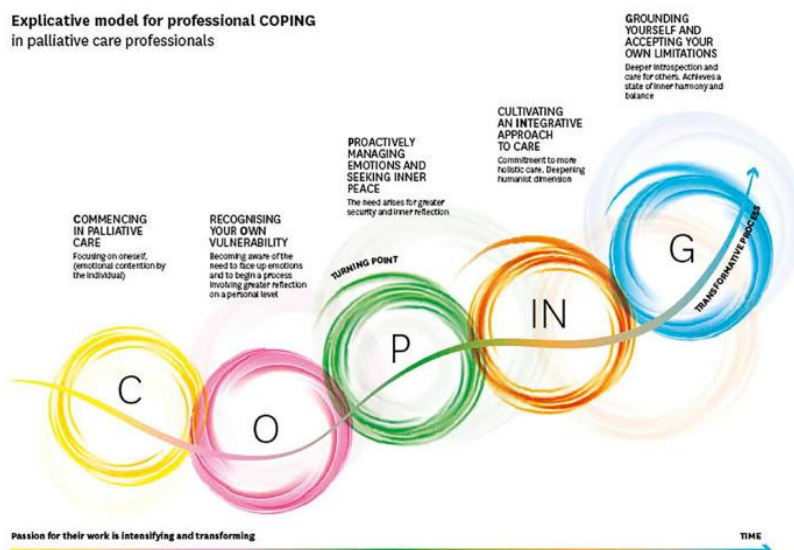 Explicative model for professional COPING
in palliative care professionals
GROUNDING
YOURSELF AND
ACCEPTING YOUR
OWN LIMITATIONS
Deeper introspection and
care for others. Achieves a
state of inner harmony and
balance
CULTIVATING
AN INTEGRATIVE
APPROACH
TO CARE
Commitment to more
holistic care. Deepening
humanist dimension
PROACTIVELY
MANAGING
EMOTIONS AND
SEEKING INNER
PEACE
The need arises for greater
security and inner reflection
COMMENCING
IN PALLIATIVE
CARE
Focusing on oneself,
(emotional contention by
the individual)
RECOGNISING
YOUR OWN
VULNERABILITY
Becoming aware of the
need to face up emotions
and to begin a process
involving greater reflection
on a personal level
TURNING POINT
TRANSFORMATIVE PROCESS
C
O
P
IN
G
Passion for their work is intensifying and transforming
TIME